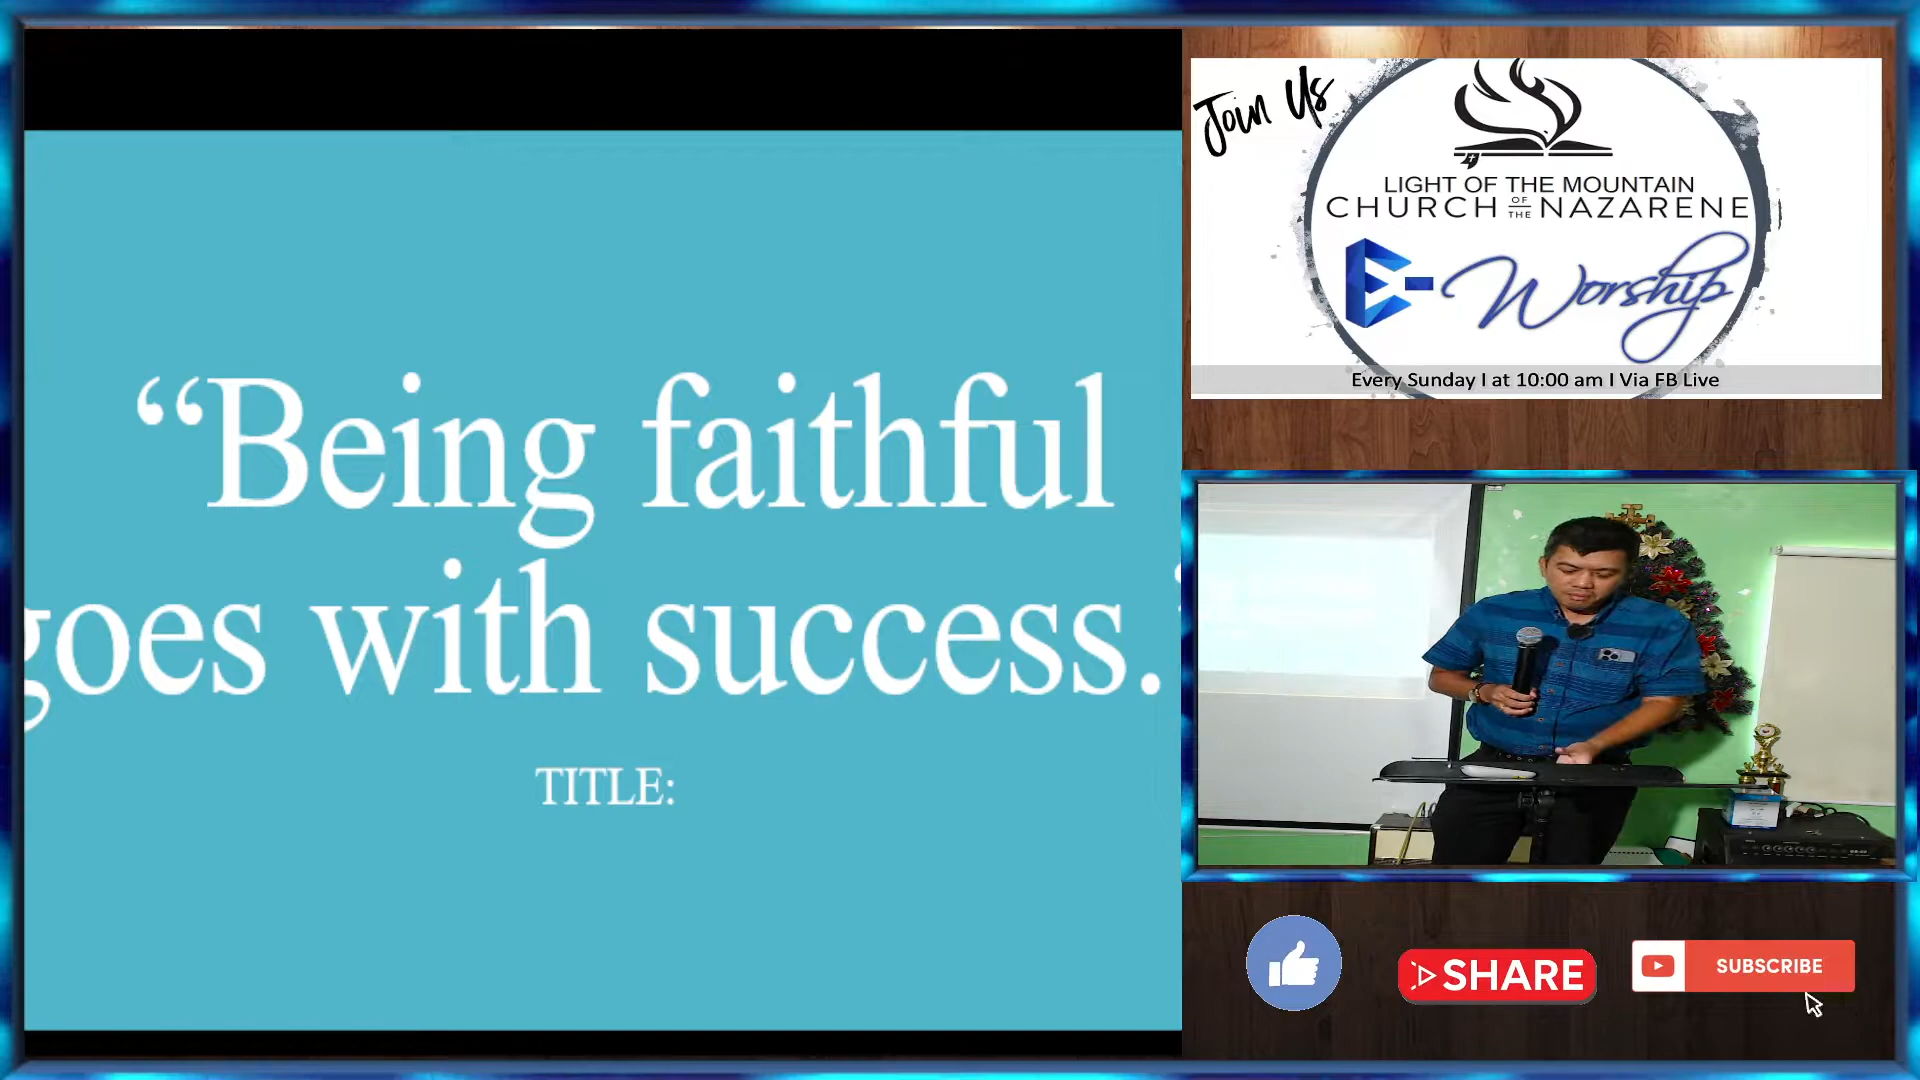 “Being faithful
goes with success.
TITLE:
Join Us
LIGHT OF THE MOUNTAIN
CHURCH OF THE NAZARENE
E-Worship
Every Sunday I at 10:00 am I Via FB Live
SHARE
SUBSCRIBE